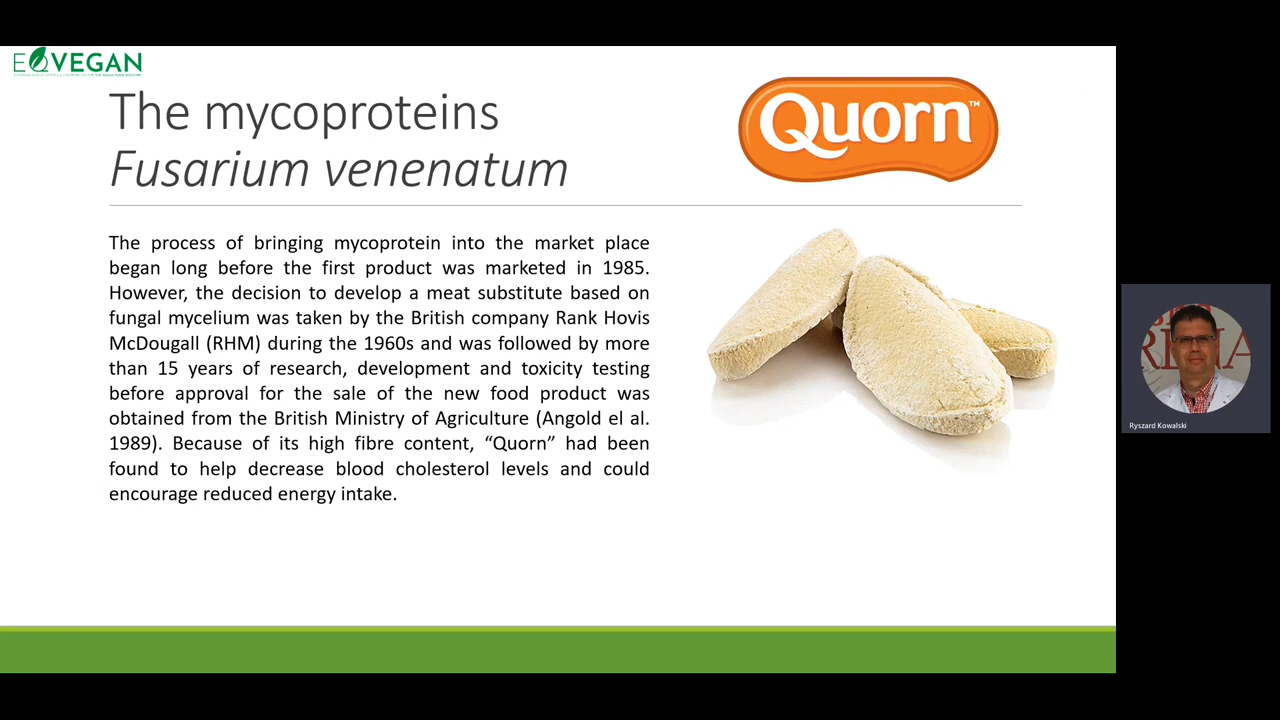 EQVEGAN
The mycoproteins
Fusarium venenatum
Quorn™
The process of bringing mycoprotein into the market place
began long before the first product was marketed in 1985.
However, the decision to develop a meat substitute based on
fungal mycelium was taken by the British company Rank Hovis
McDougall (RHM) during the 1960s and was followed by more
than 15 years of research, development and toxicity testing
before approval for the sale of the new food product was
obtained from the British Ministry of Agriculture (Angold el al.
1989). Because of its high fibre content, “Quorn” had been
found to help decrease blood cholesterol levels and could
encourage reduced energy intake.
Ryszard Kowalski